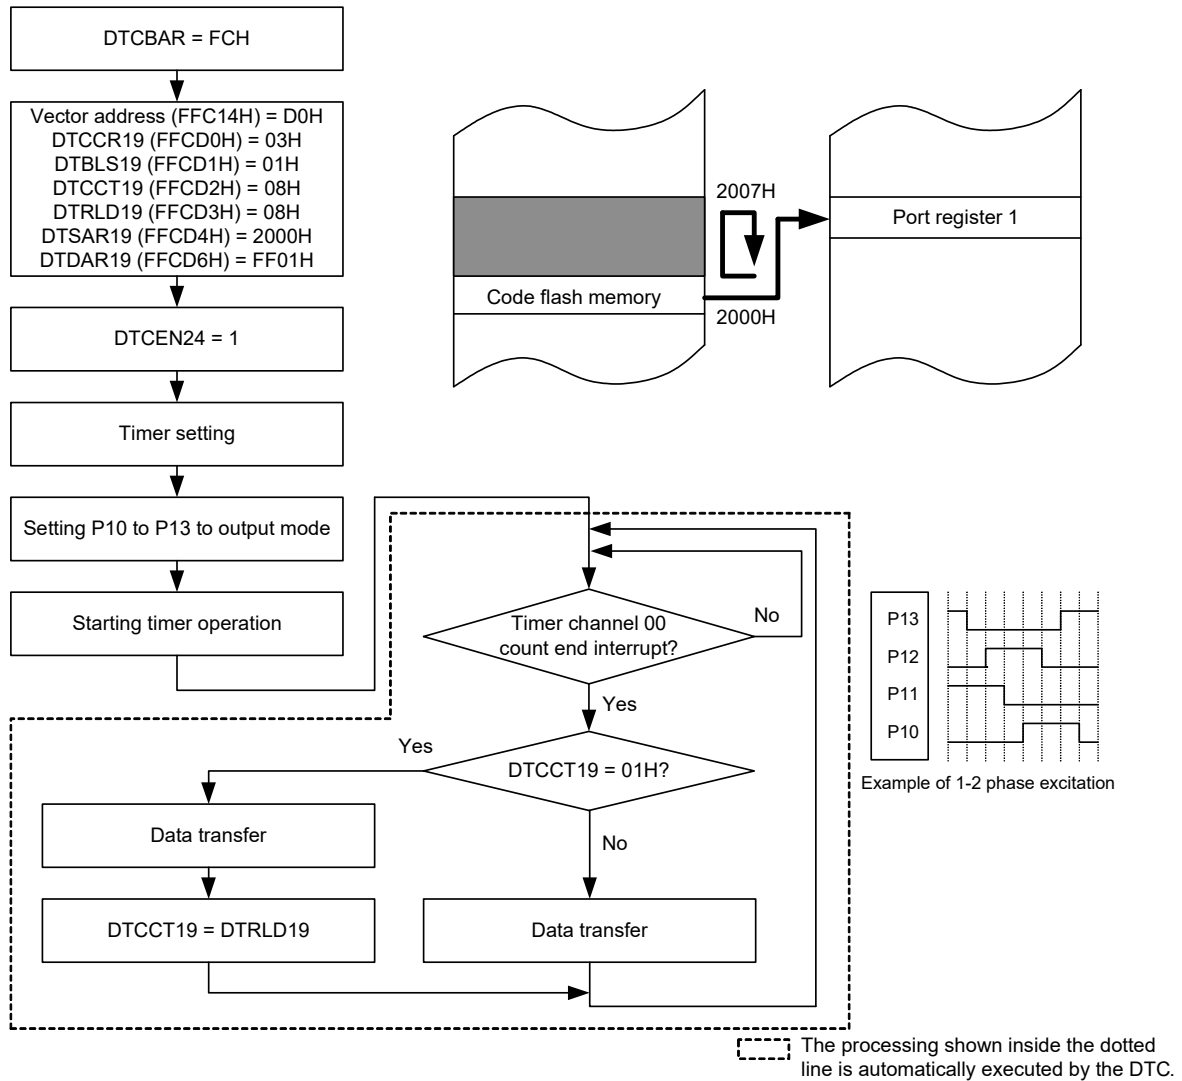 DTCBAR = FCH
Vector address (FFC14H) = D0H
DTCCR19 (FFCD0H) = 03H
DTBLS19 (FFCD1H) = 01H
DTCCT19 (FFCD2H) = 08H
DTRLD19 (FFCD3H) = 08H
DTSAR19 (FFCD4H) = 2000H
DTDAR19 (FFCD6H) = FF01H
DTCEN24 = 1
Timer setting
Setting P10 to P13 to output mode
Starting timer operation
2007H
Port register 1
Code flash memory
2000H
Timer channel 00
count end interrupt?
No
Yes
DTCCT19 = 01H?
Yes
No
Data transfer
DTCCT19 = DTRLD19
Data transfer
P13
P12
P11
P10
Example of 1-2 phase excitation
The processing shown inside the dotted
line is automatically executed by the DTC.